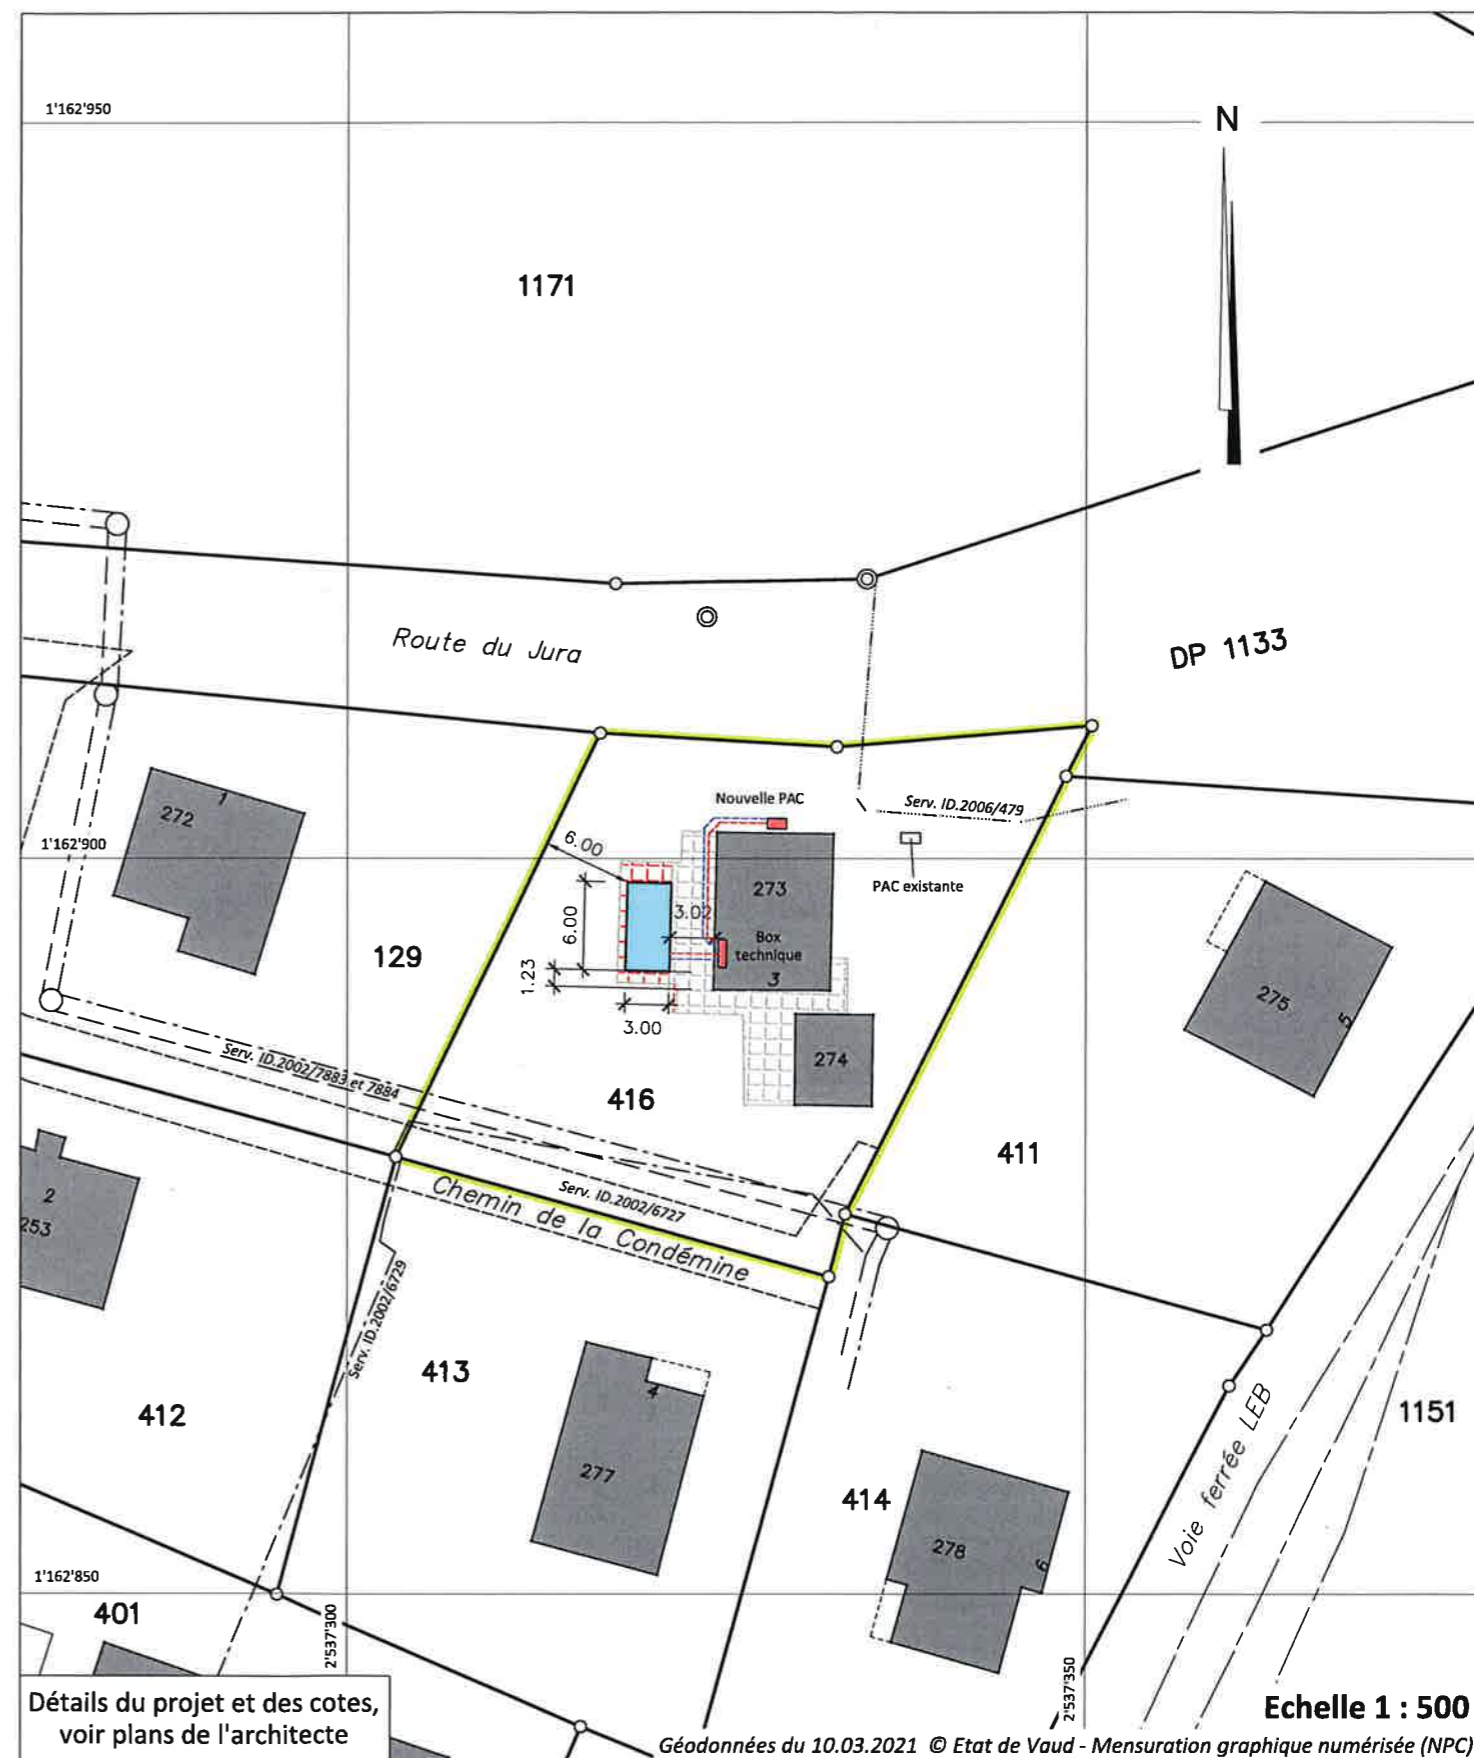 1'162'950
N
1171
Route du Jura
DP 1133
Nouvelle PAC
Serv. ID.2006/479
1
272
1'162'900
6.00
273
PAC existante
3.02
6.00
Box
technique
129
1.23
3
275
5
3.00
274
Serv. ID.2002/7883 et 7884
416
411
2
253
Chemin de la Condémine
Serv. ID.2002/6727
Serv. ID.2002/6729
413
4
412
277
414
1151
Voie ferrée LEB
278
6
1'162'850
401
2'537'300
2'537'350
Détails du projet et des cotes,
voir plans de l'architecte
Echelle 1 : 500
Géodonnées du 10.03.2021 © Etat de Vaud - Mensuration graphique numérisée (NPC)